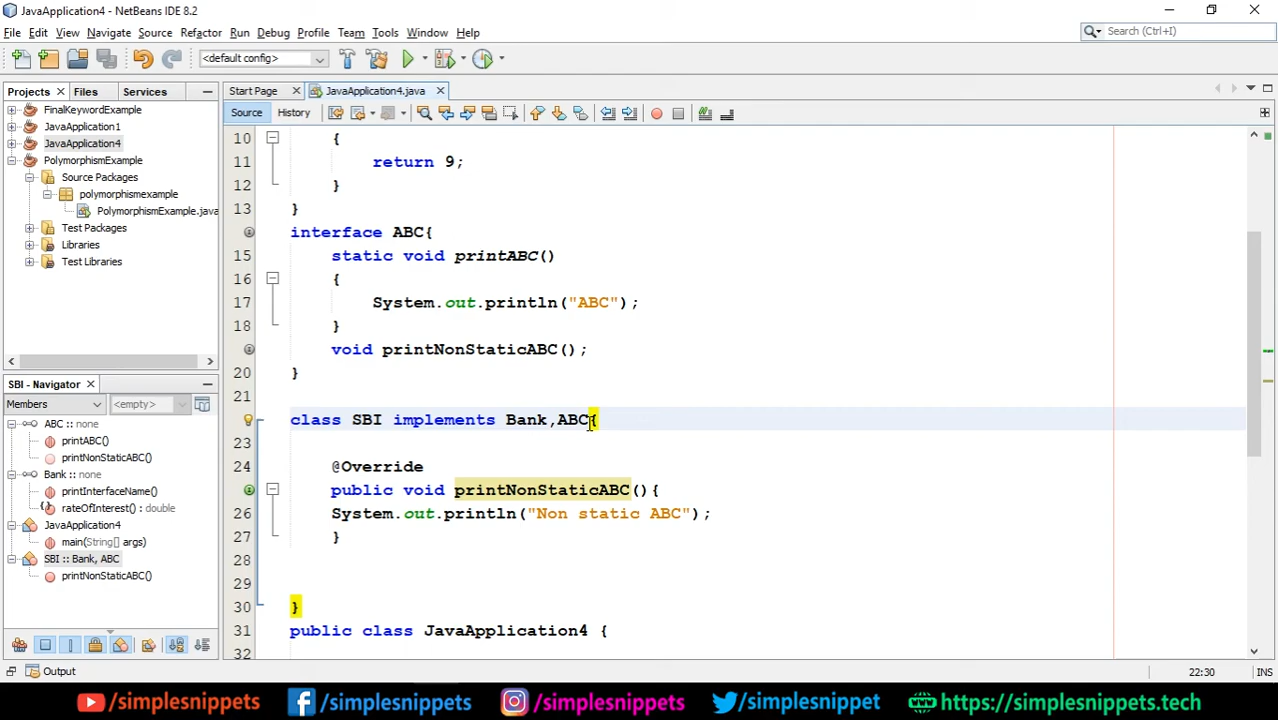 JavaApplication4 - NetBeans IDE 8.2
File Edit View Navigate Source Refactor Run Debug Profile Team Tools Window Help
Search (Ctrl+I)
<default config>
Projects Files Services
Start Page JavaApplication4.java
Source History
FinalKeywordExample
JavaApplication1
JavaApplication4
PolymorphismExample
Source Packages
polymorphismexample
PolymorphismExample.java
Test Packages
Libraries
Test Libraries
SBI - Navigator
Members <empty>
ABC :: none
printABC()
printNonStaticABC()
Bank :: none
printInterfaceName()
rateOfInterest() : double
JavaApplication4
main(String[] args)
SBI :: Bank, ABC
printNonStaticABC()
10 {
11 return 9;
12 }
13 }
interface ABC{
15 static void printABC()
16 {
17 System.out.println("ABC");
18 }
void printNonStaticABC();
20 }
21
class SBI implements Bank,ABC{
23
24 @Override
public void printNonStaticABC(){
26 System.out.println("Non static ABC");
27 }
28
29
30 }
31 public class JavaApplication4 {
32
Output
22:30 INS
/simplesnippets /simplesnippets /simplesnippets /simplesnippets https://simplesnippets.tech